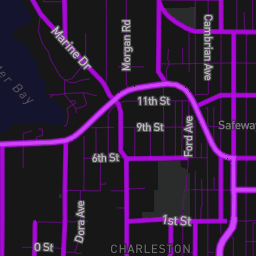 Marine Dr
Morgan Rd
Cambrian Ave
Bay
11th St
9th St
Ford Ave
Safeway
6th St
Dora Ave
1st St
0 St
CHARLESTON